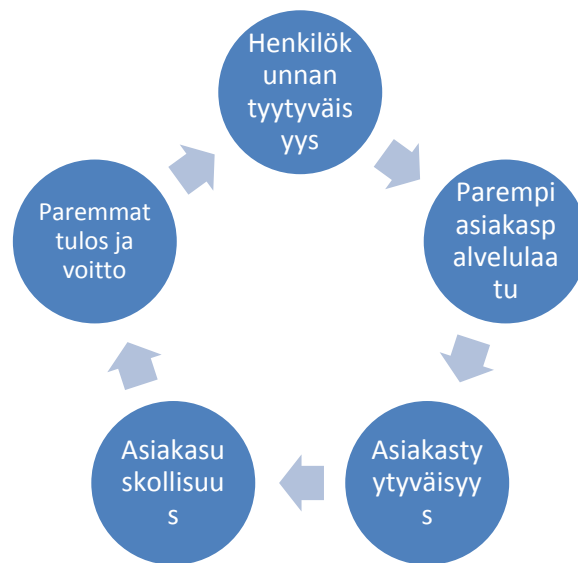 Henkilök
unnan
tyytyväis
yys
Parempi
asiakasp
alvelulaa
tu
Asiakasty
ytyväisyy
s
Asiakasu
skollisuu
s
Paremmat
tulos ja
voitto